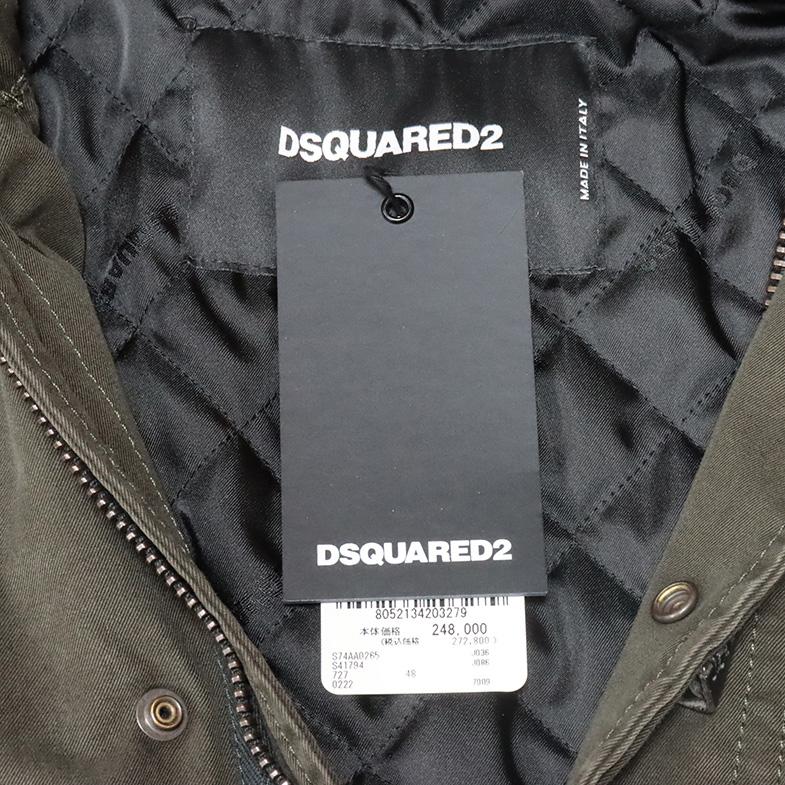 DSQUARED2
MADE IN ITALY
DSQUARED2
8052134203279
本体価格 248,000
(税込価格 272,800)
S74AA0265 J036
S41794 J086
727 48
0222 7009